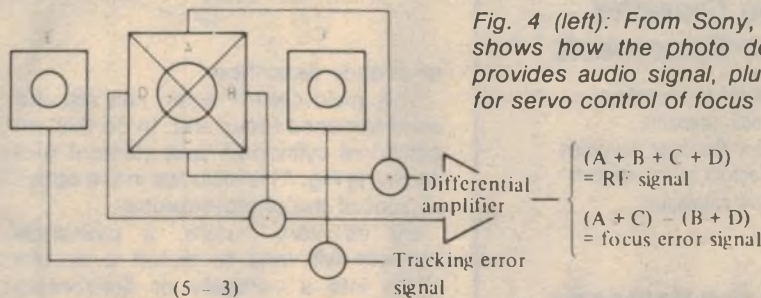 Fig. 4 (left): From Sony,
shows how the photo de
provides audio signal, plu
for servo control of focus
A
D
B
Differential
amplifier
(A + B + C + D)
= RF signal
(A + C) - (B + D)
= focus error signal
Tracking error
signal
(5 - 3)